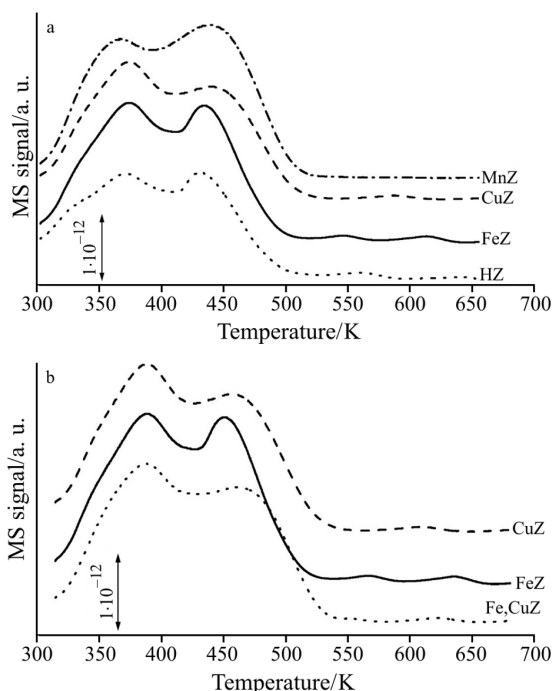 a
MS signal/a. u.
MnZ
CuZ
FeZ
HZ
1·10⁻¹²
300 350 400 450 500 550 600 650 700
Temperature/K
b
MS signal/a. u.
CuZ
FeZ
Fe,CuZ
1·10⁻¹²
300 350 400 450 500 550 600 650 700
Temperature/K